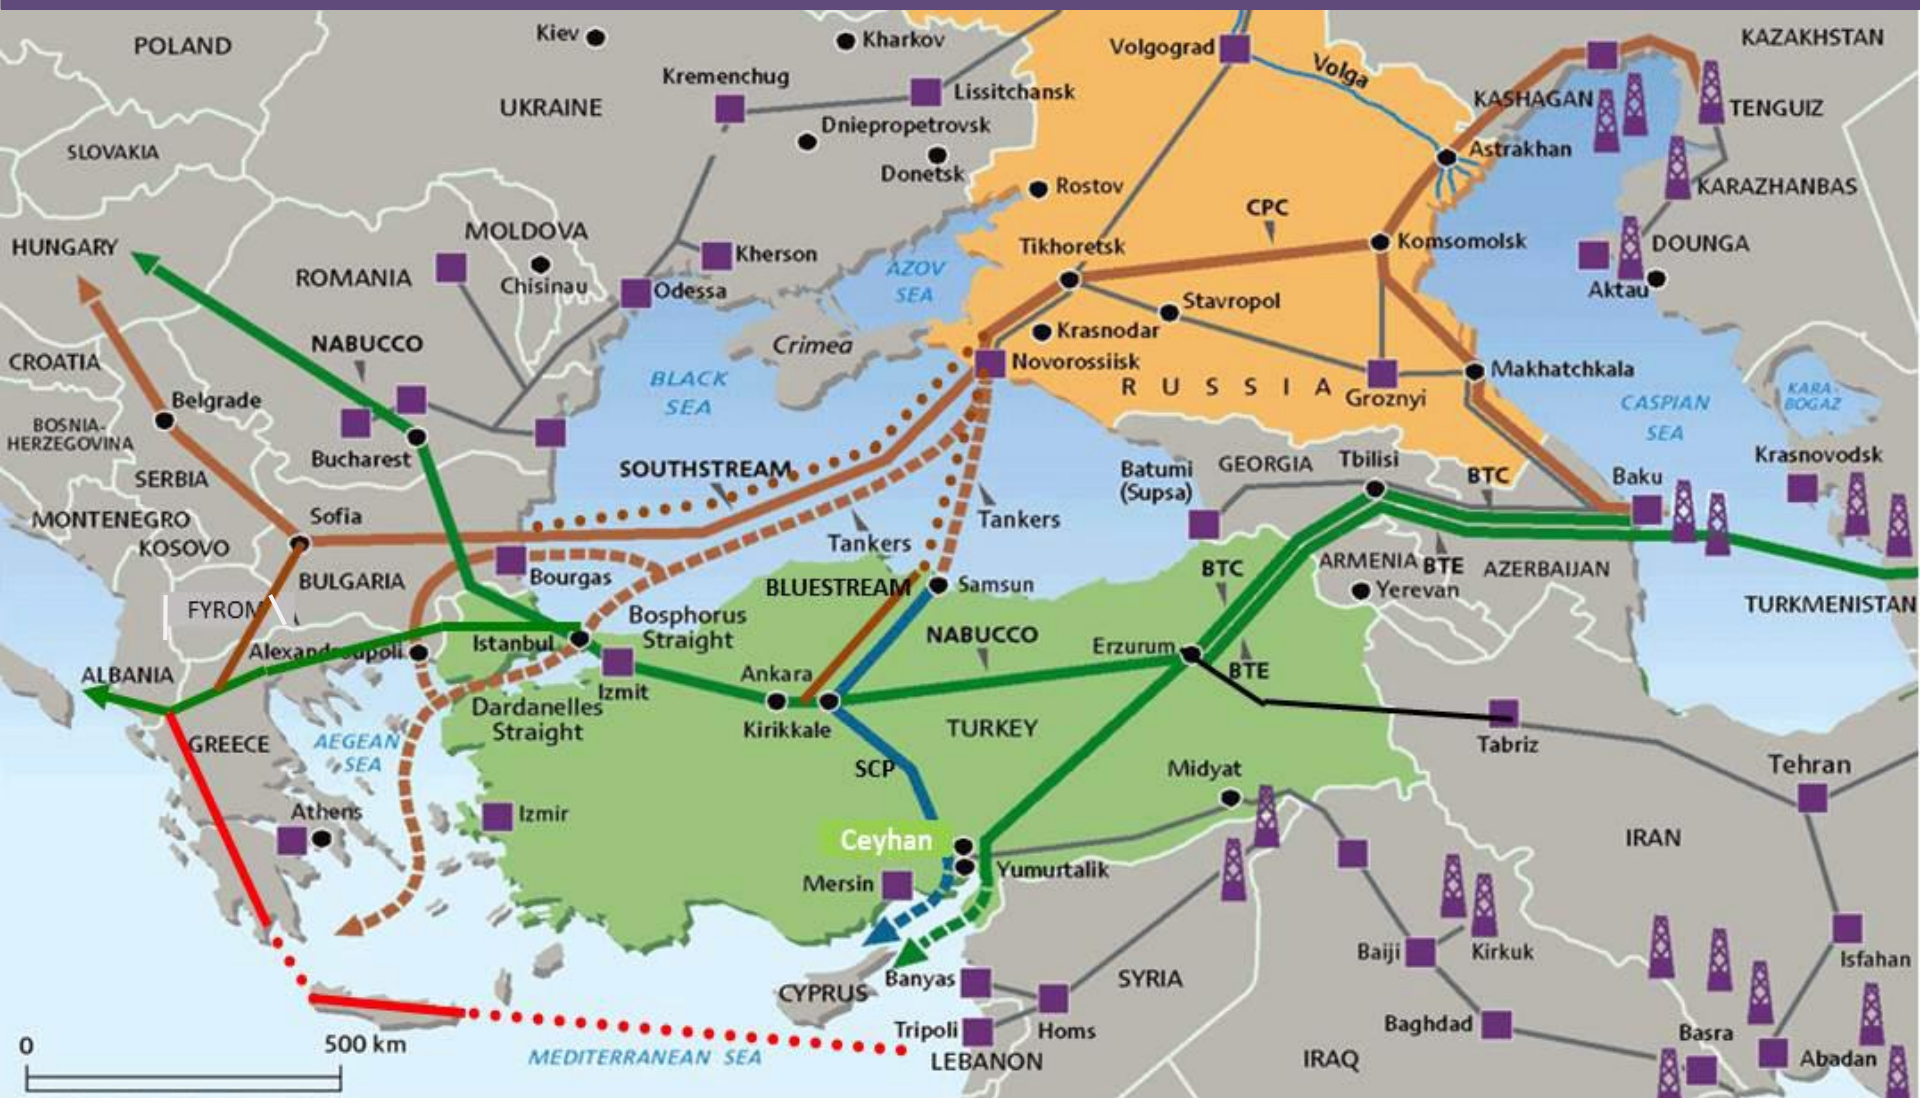 POLAND
Kiev
Kharkov
Volgograd
Volga
KAZAKHSTAN
UKRAINE
Kremenchug
Lissitchansk
KASHAGAN
TENGUIZ
SLOVAKIA
Dniepropetrovsk
Donetsk
Astrakhan
Rostov
KARAZHANBAS
HUNGARY
MOLDOVA
CPC
Tikhoretsk
Komsomolsk
DOUNGA
ROMANIA
Chisinau
Kherson
Odessa
AZOV
SEA
Stavropol
Aktau
NABUCCO
Crimea
Krasnodar
CROATIA
Novorossiisk
Makhatchkala
BLACK
SEA
RUSSIA
Groznyi
KARA-
BOGAZ
Belgrade
CASPIAN
SEA
BOSNIA-
HERZEGOVINA
Bucharest
SERBIA
SOUTHSTREAM
Batumi
(Supsa)
GEORGIA
Tbilisi
BTC
Baku
Krasnovodsk
MONTENEGRO
Sofia
KOSOVO
Tankers
Tankers
BULGARIA
Bourgas
BLUESTREAM
Samsun
BTC
ARMENIA
BTE
AZERBAIJAN
Yerevan
FYROM
Bosphorus
Straight
NABUCCO
TURKMENISTAN
Alexandroupoli
Istanbul
Erzurum
ALBANIA
Ankara
BTE
Izmit
Dardanelles
Straight
Kirikkale
TURKEY
GREECE
AEGEAN
SEA
Tabriz
SCP
Midyat
Tehran
Athens
Izmir
Ceyhan
IRAN
Mersin
Yumurtalik
Baiji
Kirkuk
Isfahan
CYPRUS
Banyas
SYRIA
Tripoli
Homs
Baghdad
Basra
0
500 km
MEDITERRANEAN SEA
LEBANON
IRAQ
Abadan